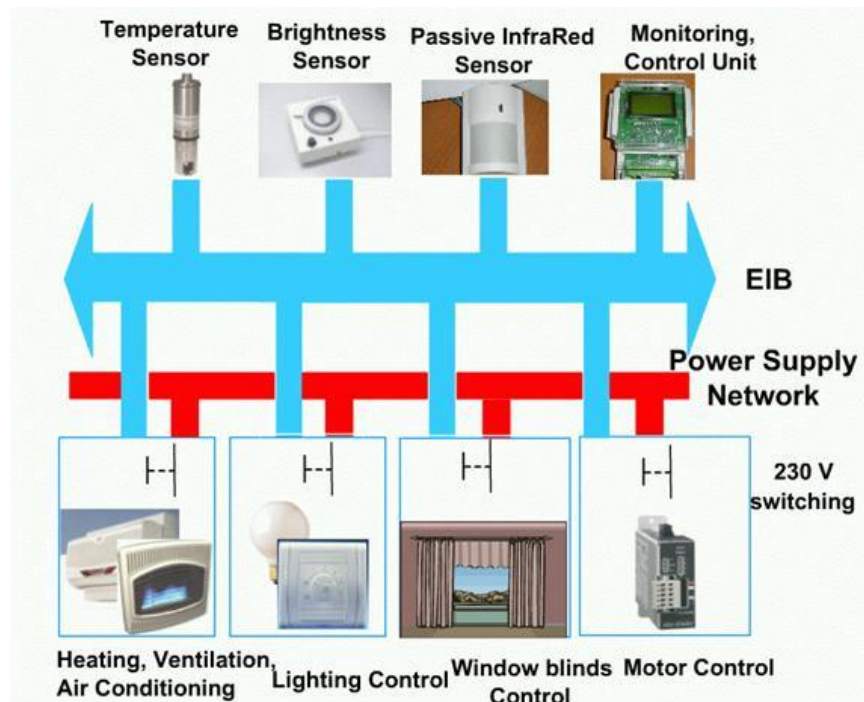 Temperature
Sensor
Brightness
Sensor
Passive InfraRed
Sensor
Monitoring,
Control Unit
EIB
Power Supply
Network
230 V
switching
Heating, Ventilation,
Air Conditioning
Lighting Control
Window blinds
Control
Motor Control